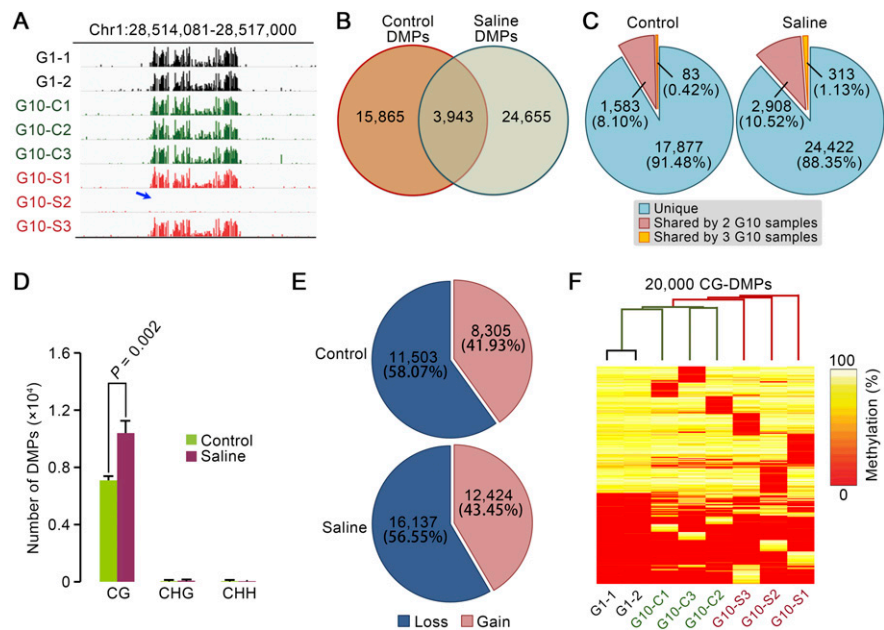 A
Chr1:28,514,081-28,517,000
G1-1
G1-2
G10-C1
G10-C2
G10-C3
G10-S1
G10-S2
G10-S3
B
Control
DMPs
Saline
DMPs
15,865
3,943
24,655
C
Control
Saline
83
(0.42%)
1,583
(8.10%)
17,877
(91.48%)
313
(1.13%)
2,908
(10.52%)
24,422
(88.35%)
Unique
Shared by 2 G10 samples
Shared by 3 G10 samples
D
Number of DMPs (×10⁴)
1.6
1.2
0.8
0.4
0
P = 0.002
Control
Saline
CG
CHG
CHH
E
Control
11,503
(58.07%)
8,305
(41.93%)
Saline
16,137
(56.55%)
12,424
(43.45%)
Loss
Gain
F
20,000 CG-DMPs
100
0
Methylation (%)
G1-1
G1-2
G10-C1
G10-C3
G10-C2
G10-S3
G10-S2
G10-S1